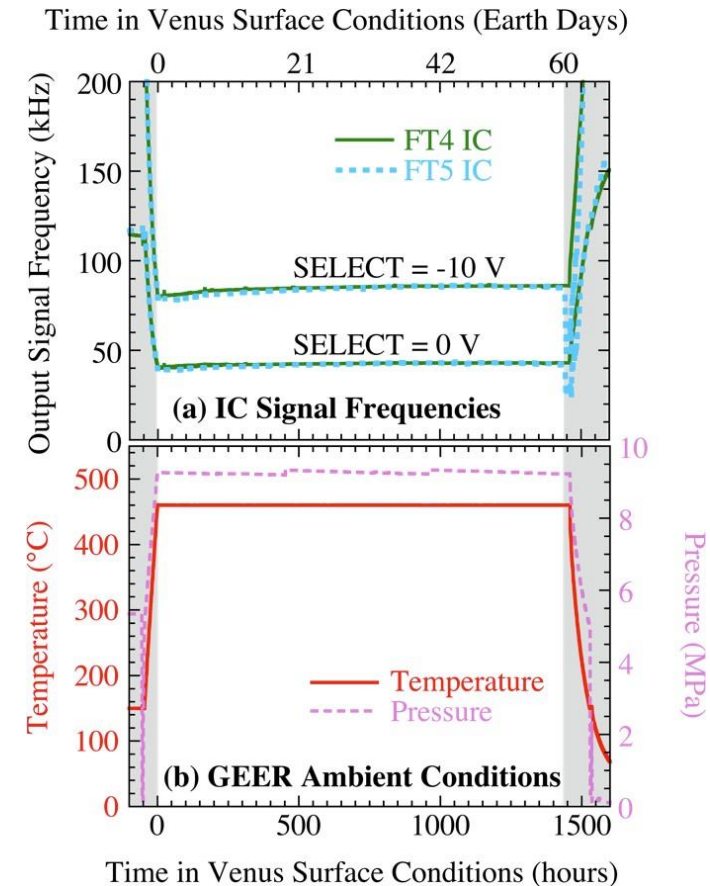 Time in Venus Surface Conditions (Earth Days)
0 21 42 60
Output Signal Frequency (kHz)
200
150
100
50
0
FT4 IC
FT5 IC
SELECT = -10 V
SELECT = 0 V
(a) IC Signal Frequencies
Temperature (°C)
500
400
300
200
100
0
10
8
6
4
2
0
Pressure (MPa)
Temperature
Pressure
(b) GEER Ambient Conditions
0 500 1000 1500
Time in Venus Surface Conditions (hours)